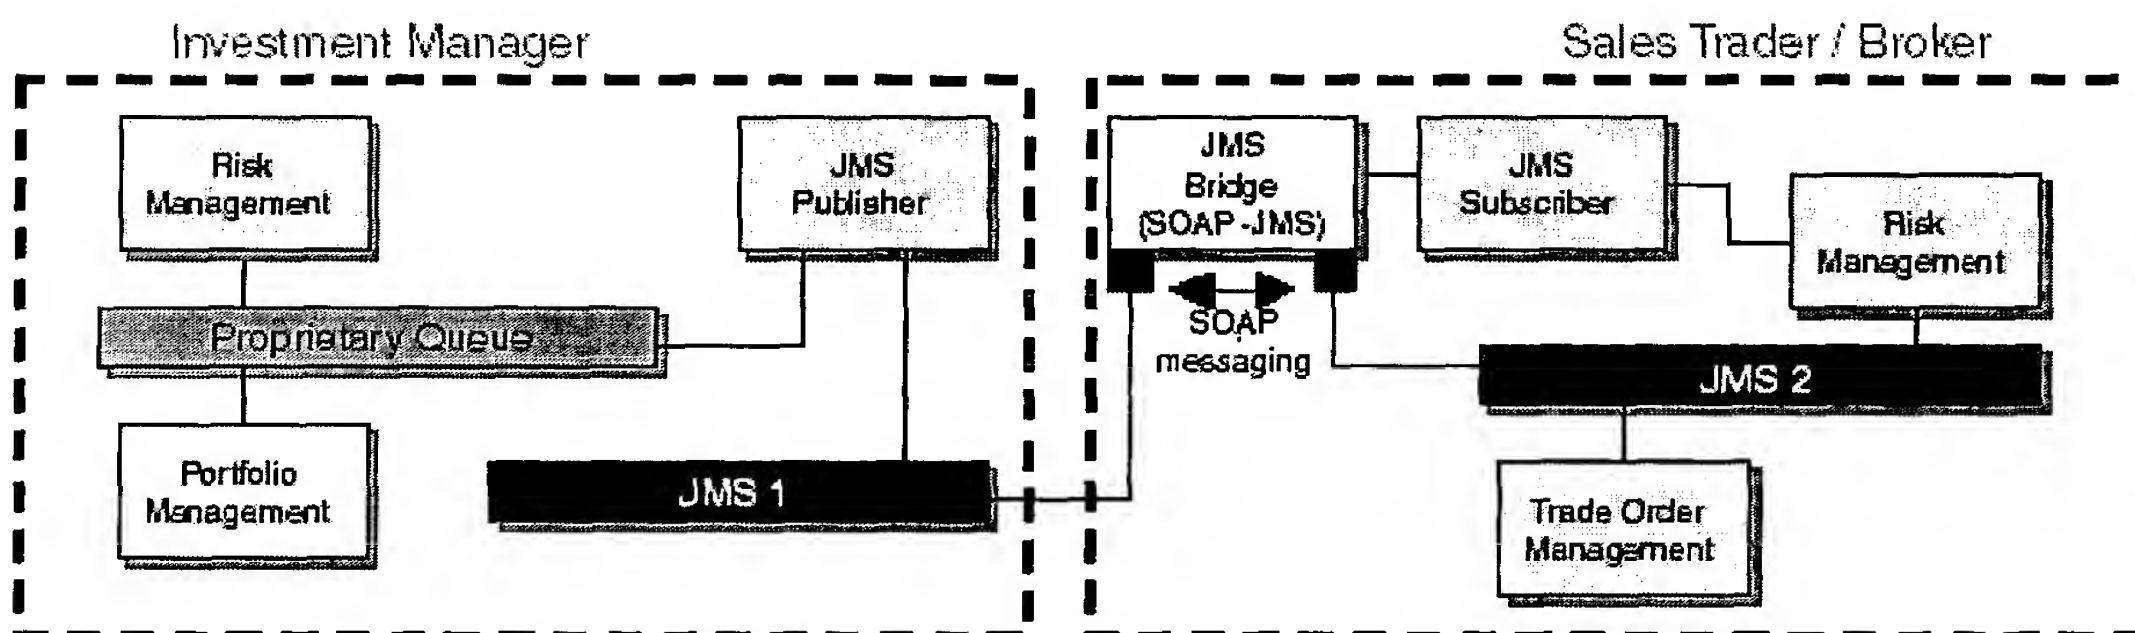 Investment Manager
Sales Trader / Broker
Risk
Management
JMS
Publisher
Proprietary Queue
Portfolio
Management
JMS 1
JMS
Bridge
(SOAP-JMS)
JMS
Subscriber
Risk
Management
SOAP
messaging
JMS 2
Trade Order
Management